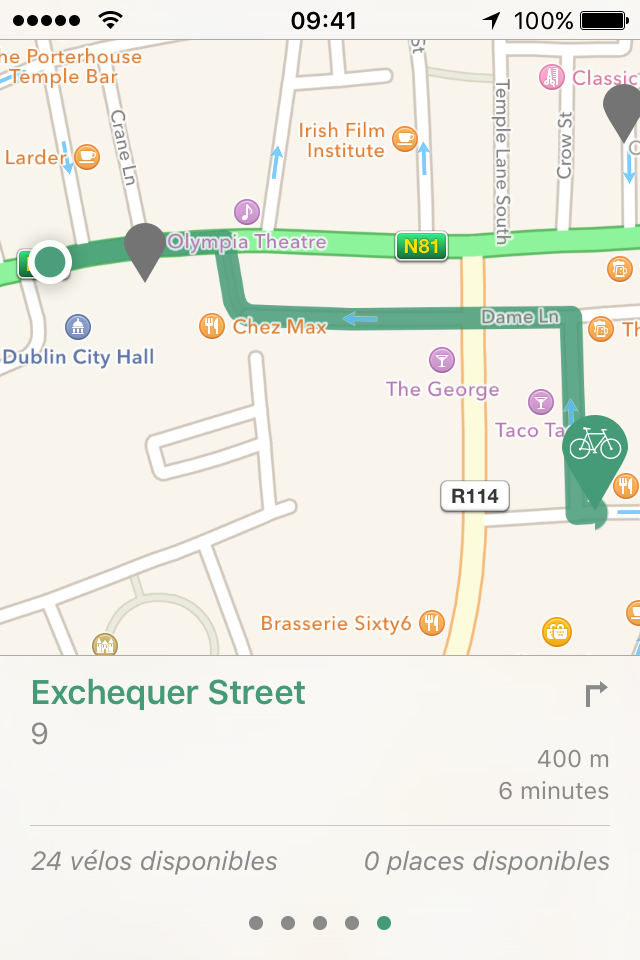 09:41
100%
he Porterhouse
Temple Bar
St
Classic
Crane Ln
Irish Film
Institute
Temple Lane South
Crow St
Larder
Olympia Theatre
N81
Chez Max
Dame Ln
Th
Dublin City Hall
The George
Taco Ta
R114
Brasserie Sixty6
Exchequer Street
9
400 m
6 minutes
24 vélos disponibles
0 places disponibles